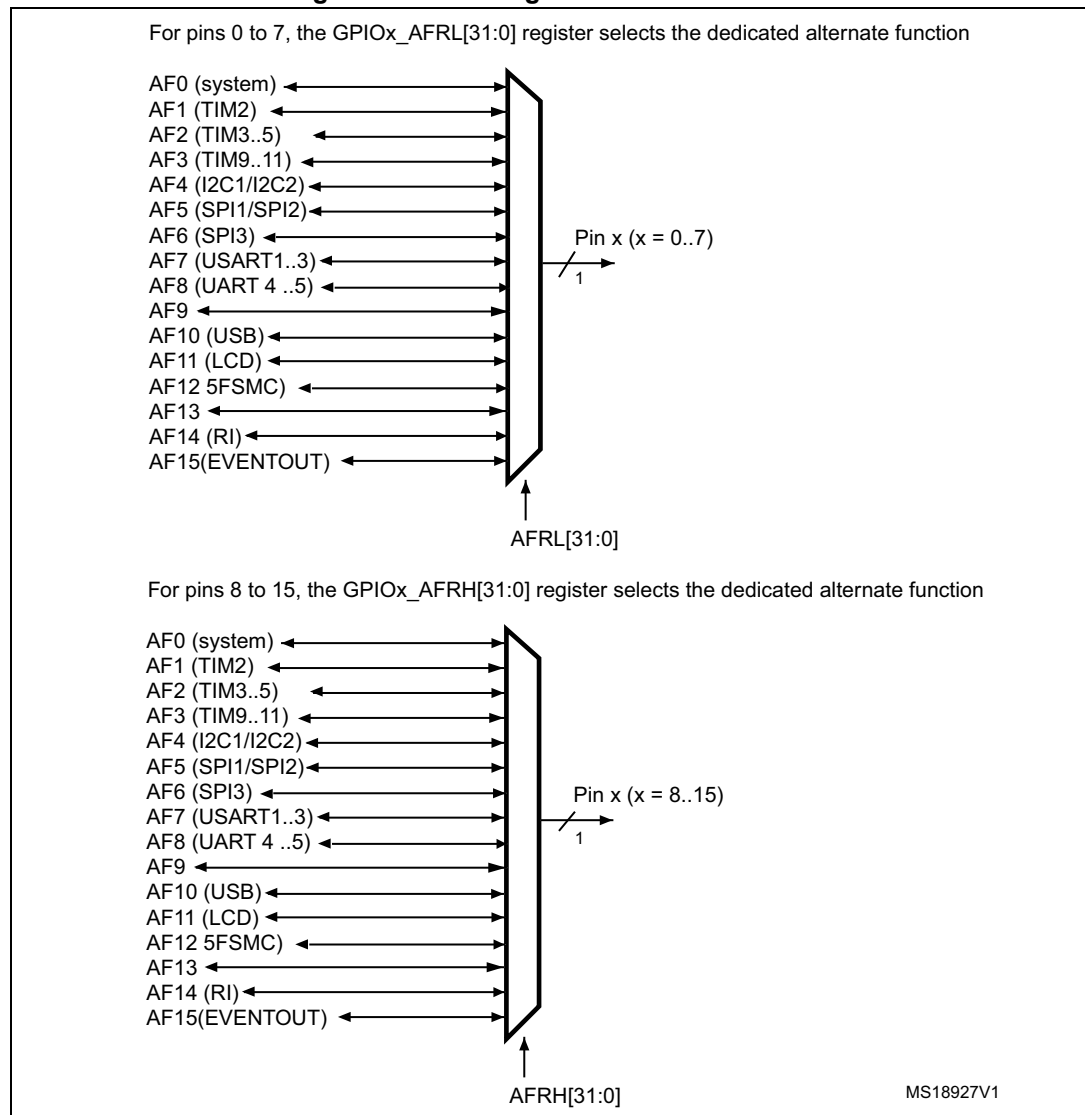 For pins 0 to 7, the GPIOx_AFRL[31:0] register selects the dedicated alternate function
AF0 (system)
AF1 (TIM2)
AF2 (TIM3..5)
AF3 (TIM9..11)
AF4 (I2C1/I2C2)
AF5 (SPI1/SPI2)
AF6 (SPI3)
Pin x (x = 0..7)
AF7 (USART1..3)
1
AF8 (UART 4 ..5)
AF9
AF10 (USB)
AF11 (LCD)
AF12 5FSMC)
AF13
AF14 (RI)
AF15(EVENTOUT)
AFRL[31:0]
For pins 8 to 15, the GPIOx_AFRH[31:0] register selects the dedicated alternate function
AF0 (system)
AF1 (TIM2)
AF2 (TIM3..5)
AF3 (TIM9..11)
AF4 (I2C1/I2C2)
AF5 (SPI1/SPI2)
AF6 (SPI3)
Pin x (x = 8..15)
AF7 (USART1..3)
1
AF8 (UART 4 ..5)
AF9
AF10 (USB)
AF11 (LCD)
AF12 5FSMC)
AF13
AF14 (RI)
AF15(EVENTOUT)
AFRH[31:0]
MS18927V1